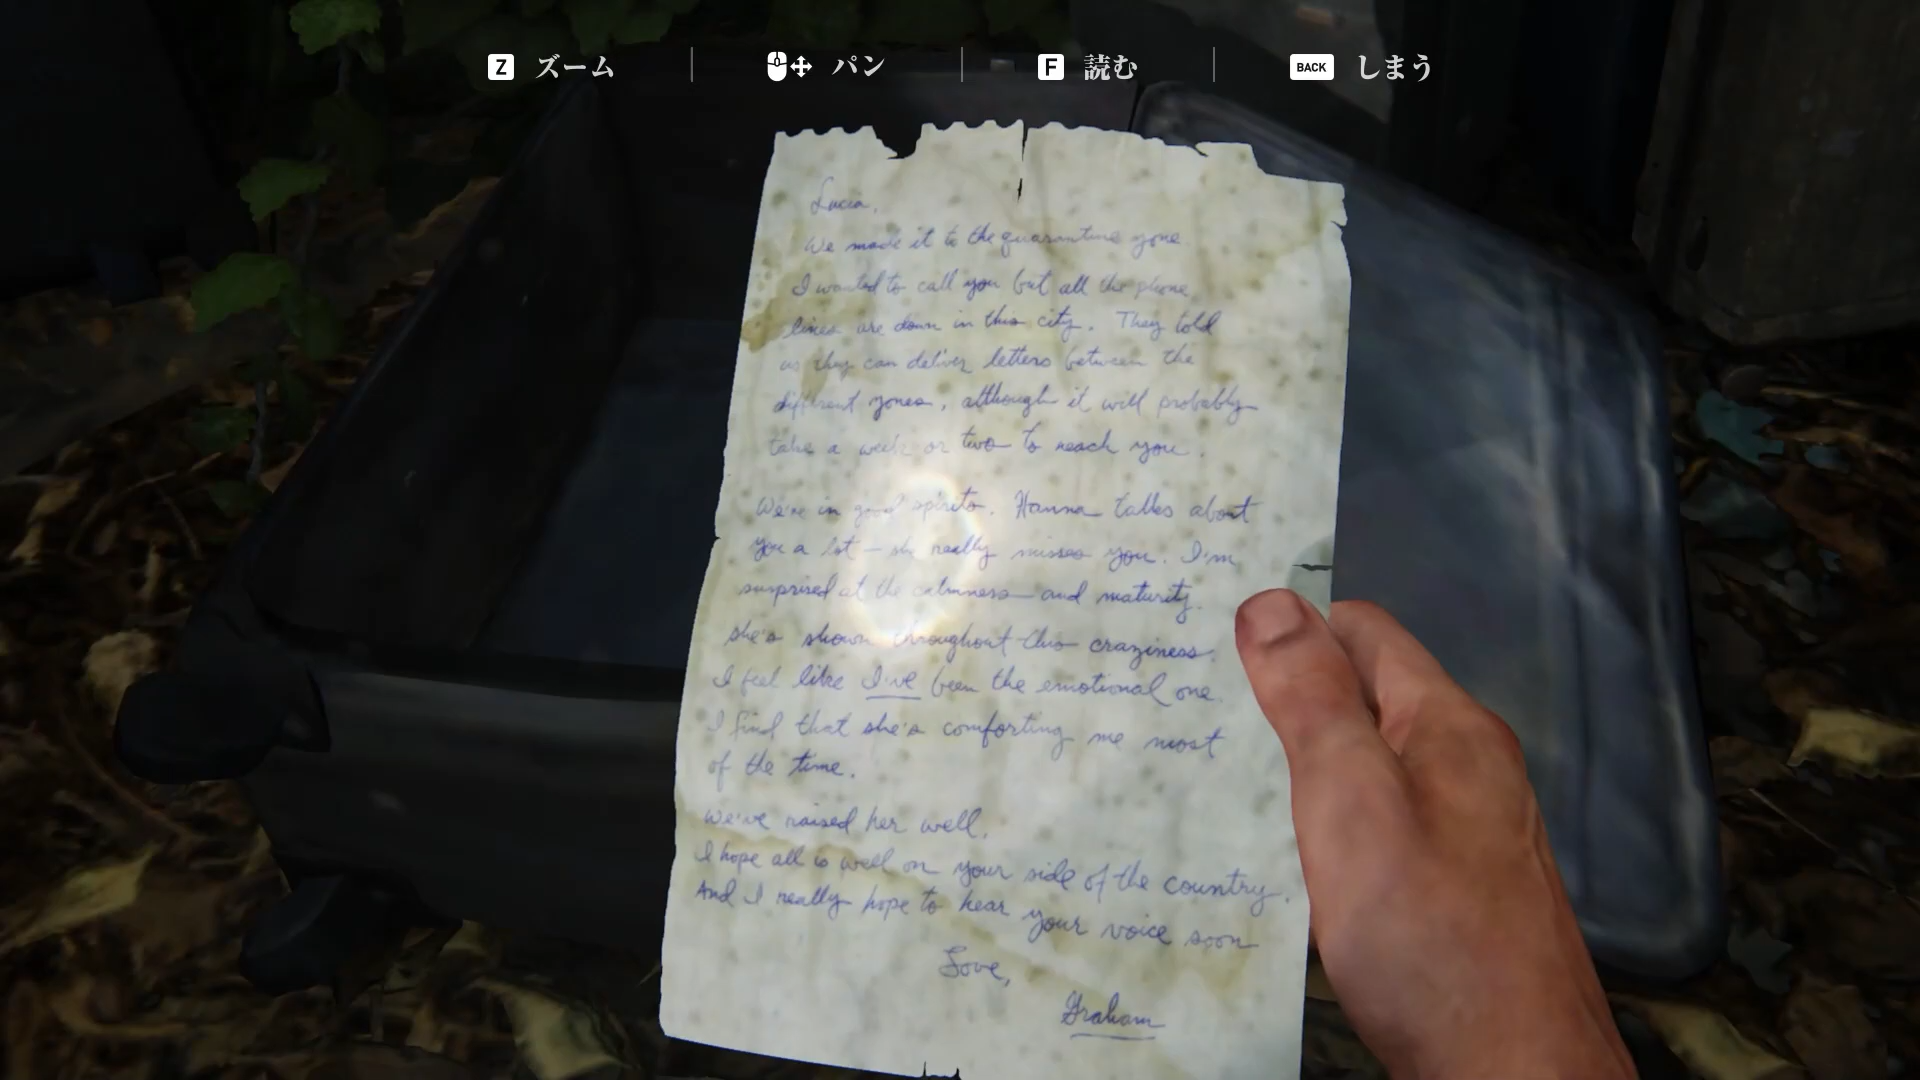 Z ズーム パン F 読む BACK しまう
Lucia,
We made it to the quarantine zone.
I wanted to call you but all the phone
lines are down in this city. They told
us they can deliver letters between the
different zones, although it will probably
take a week or two to reach you.
We're in good spirits. Hanna talks about
you a lot – she really misses you. I'm
surprised at the calmness and maturity
she's shown throughout this craziness.
I feel like I've been the emotional one.
I find that she's comforting me most
of the time.
We've raised her well.
I hope all is well on your side of the country.
And I really hope to hear your voice soon
Love,
Graham